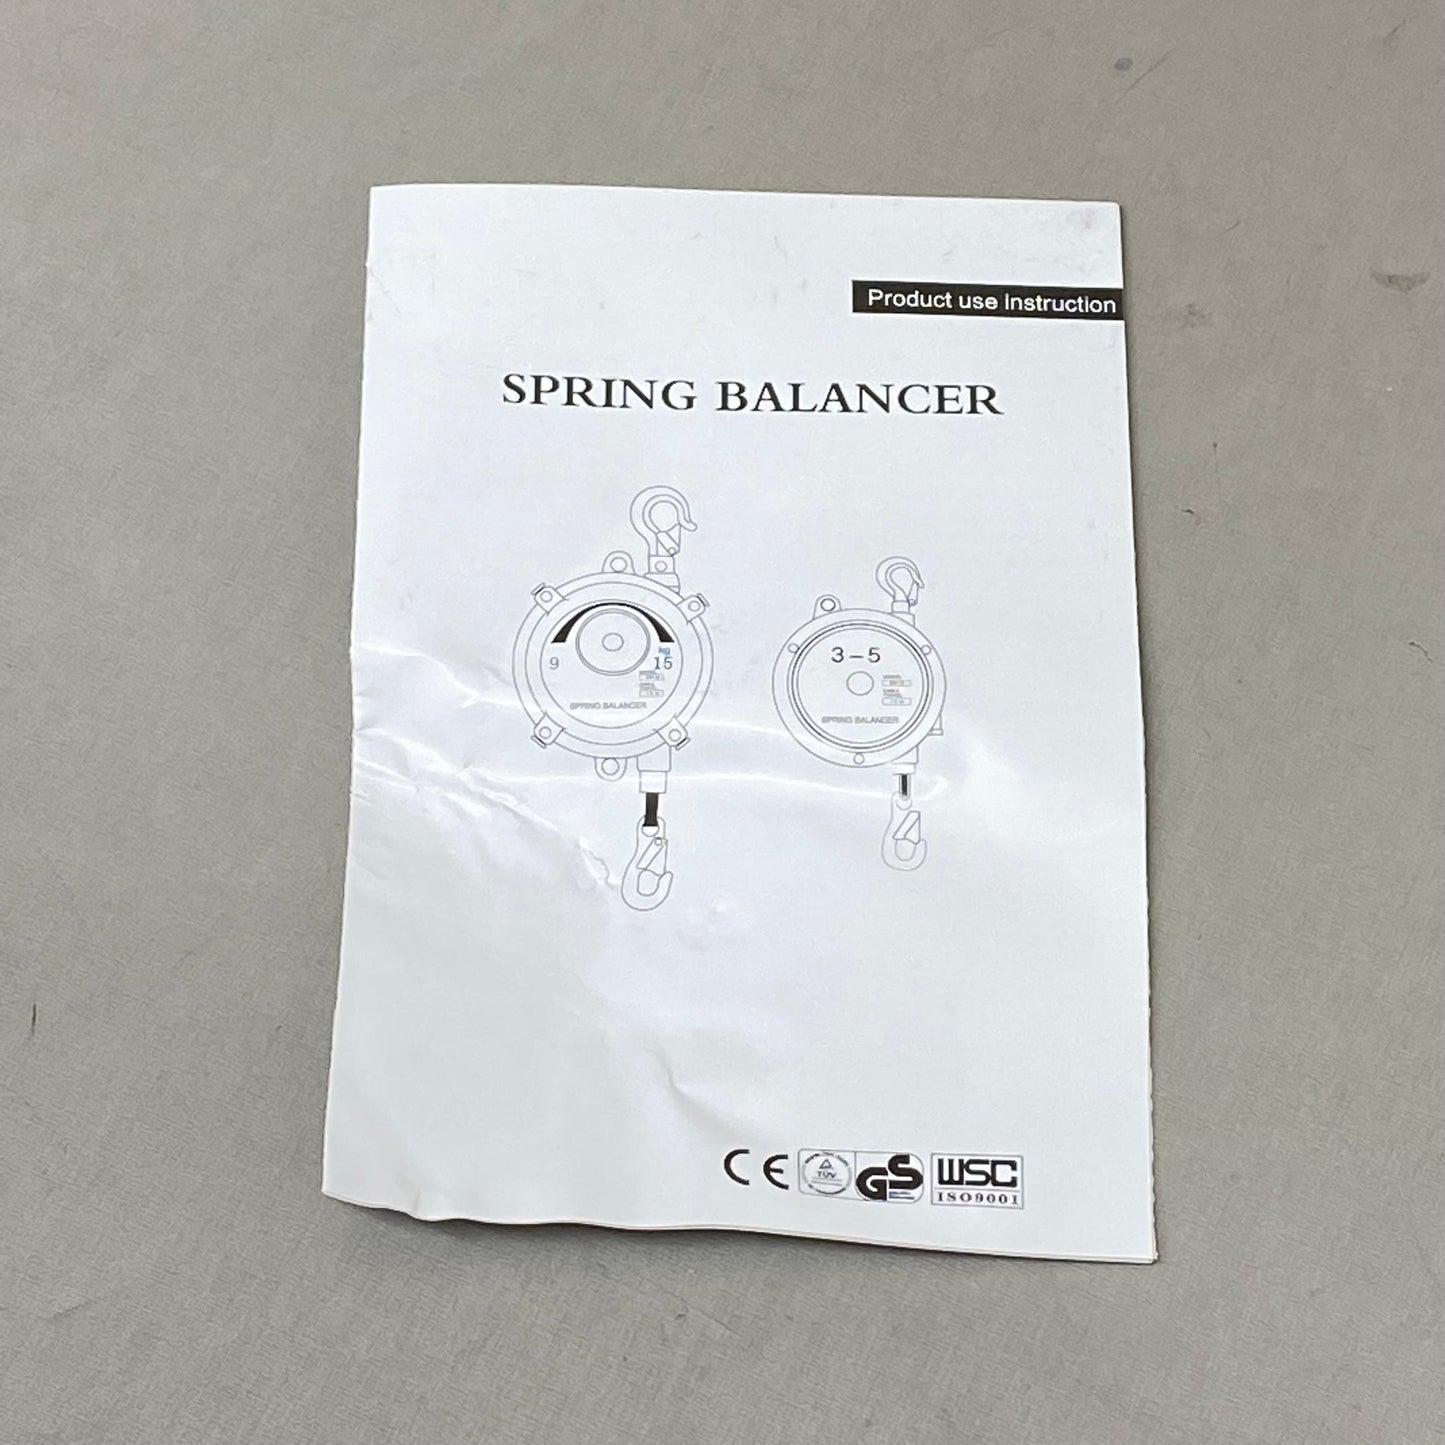 Product use instruction
SPRING BALANCER
9
kg
15
SPRING BALANCER
3-5
SPRING BALANCER
CE
TÜV
GS
WSC
ISO9001